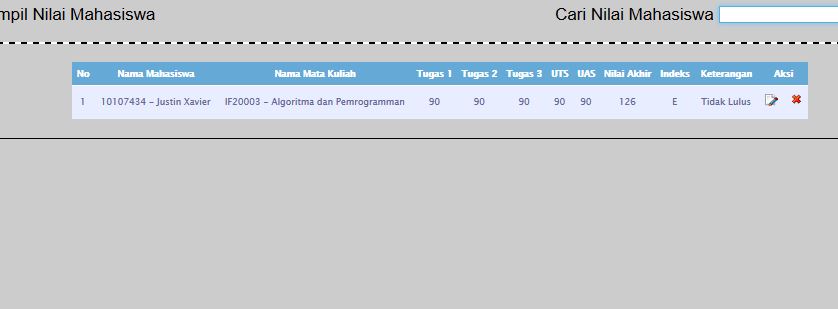 mpil Nilai Mahasiswa
Cari Nilai Mahasiswa
No Nama Mahasiswa Nama Mata Kuliah Tugas 1 Tugas 2 Tugas 3 UTS UAS Nilai Akhir Indeks Keterangan Aksi
1 10107434 - Justin Xavier IF20003 - Algoritma dan Pemrogramman 90 90 90 90 90 126 E Tidak Lulus